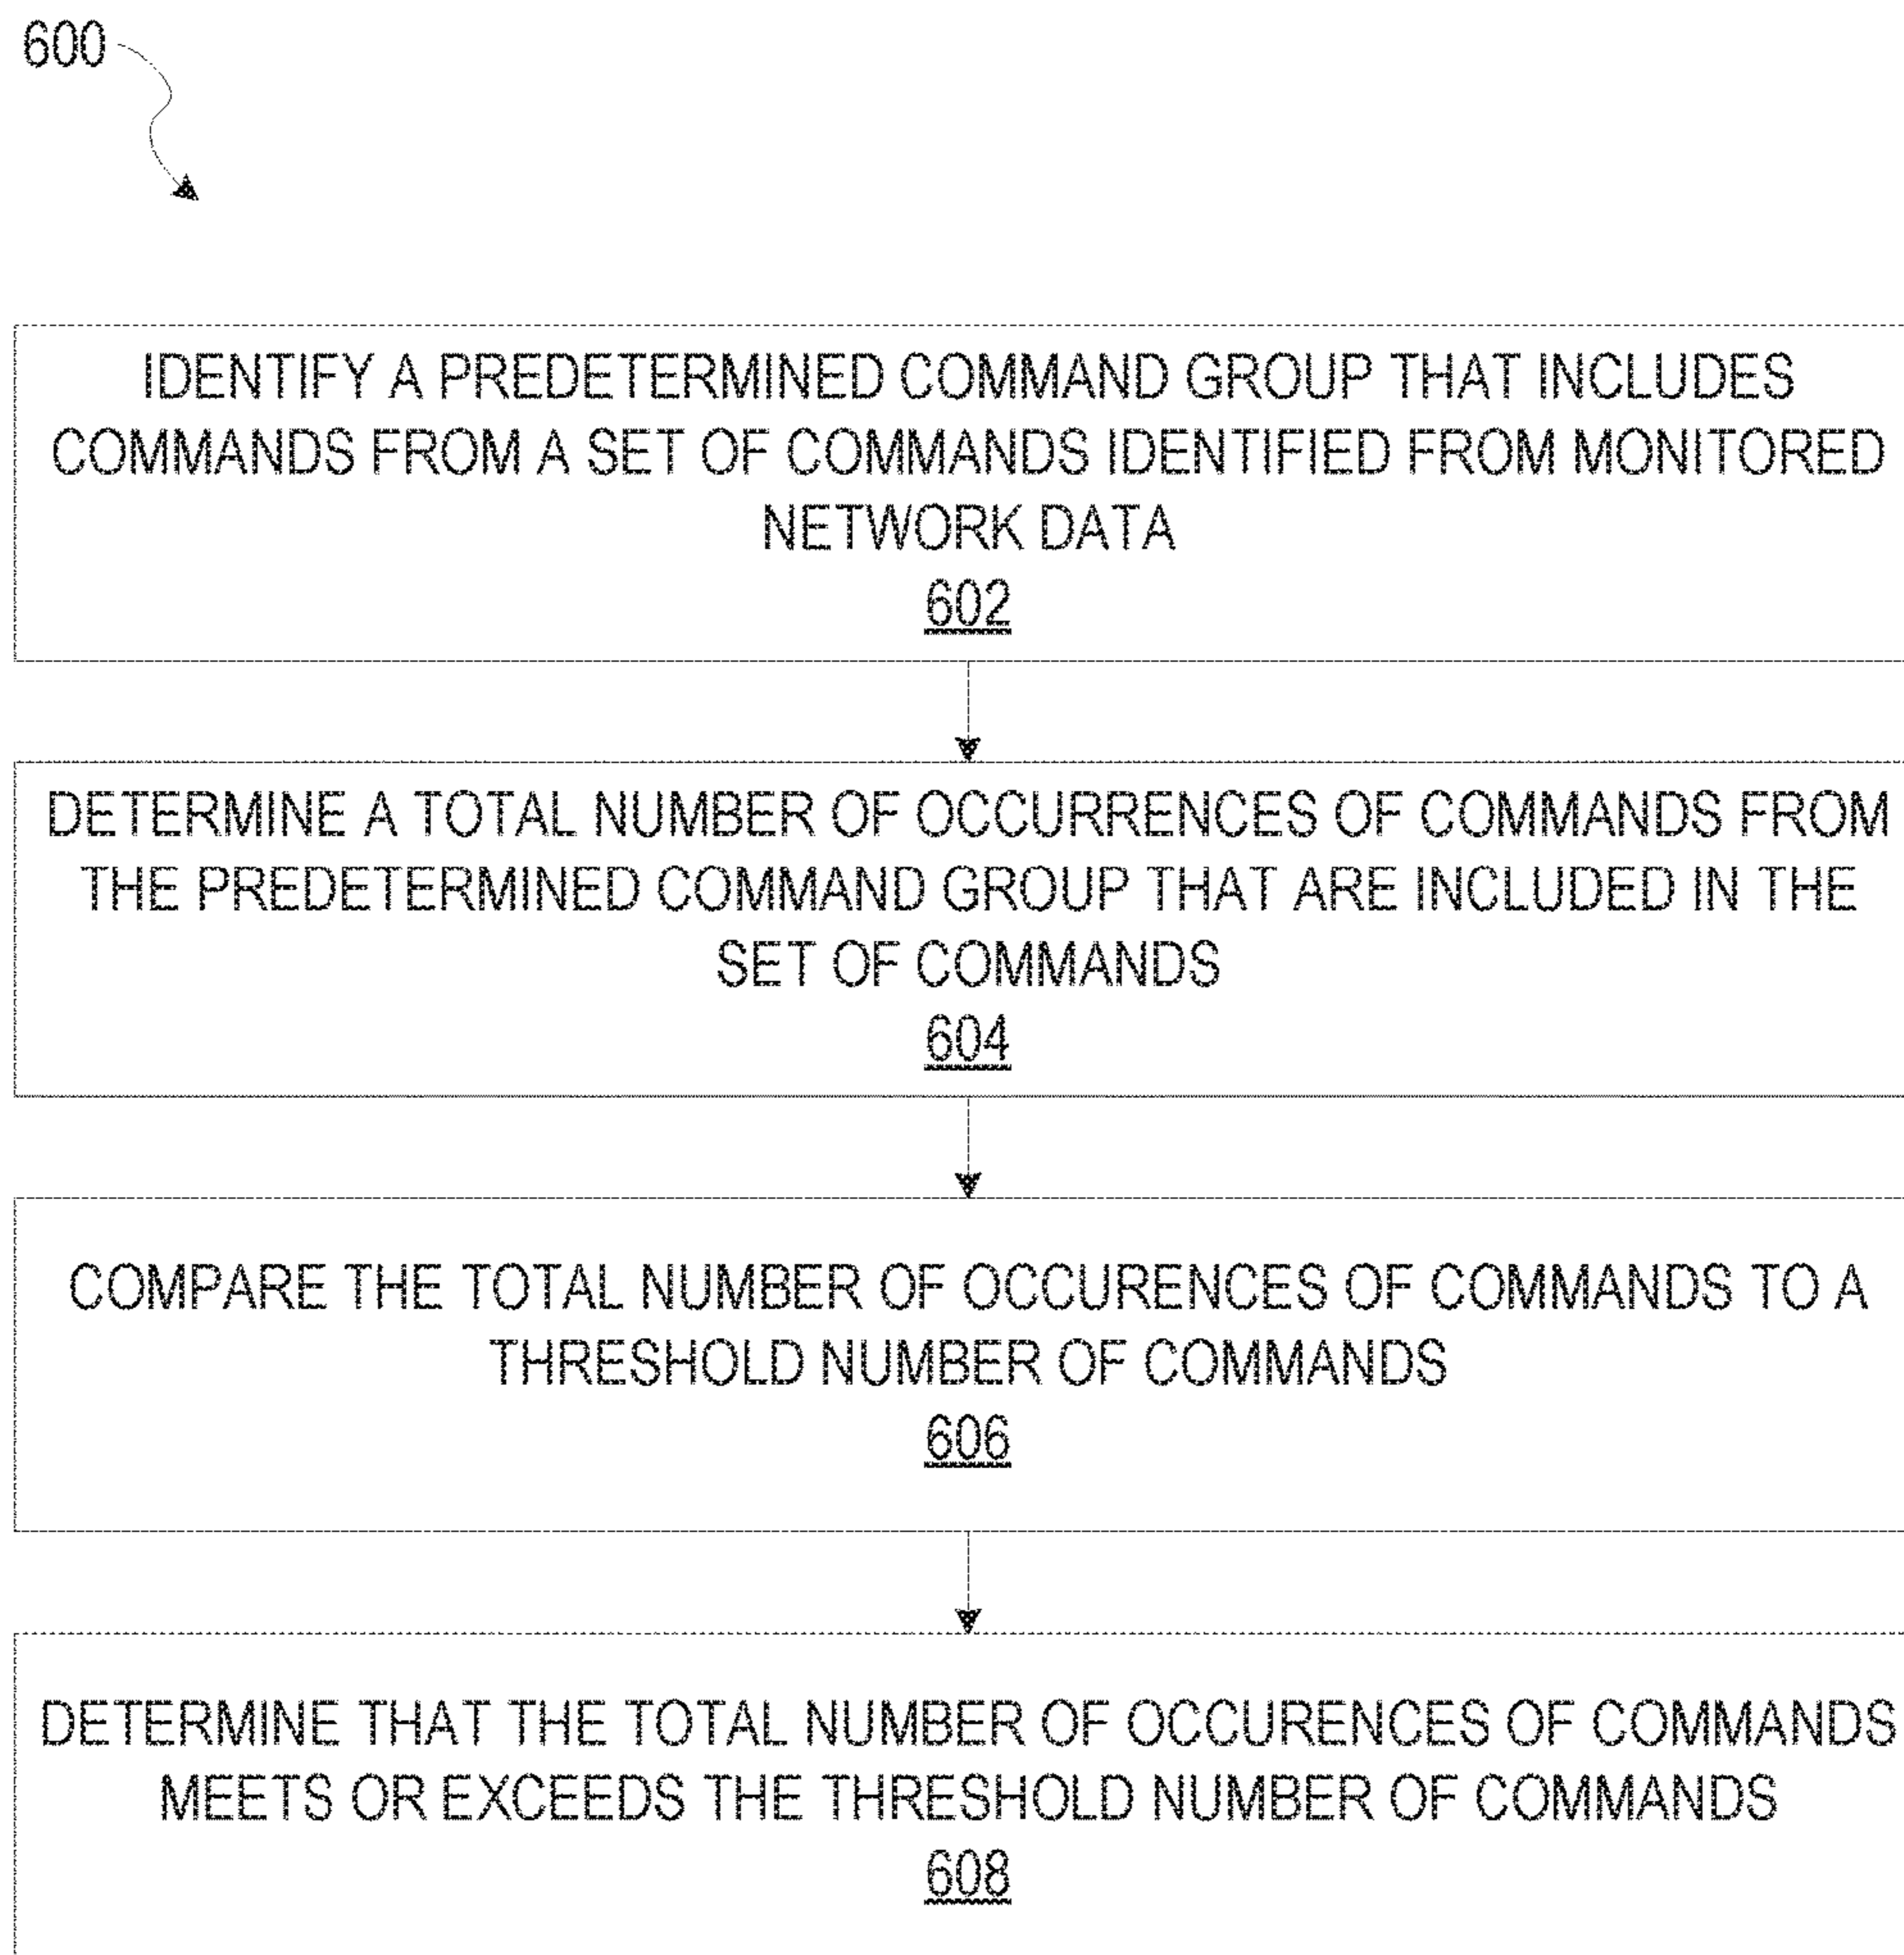 600
IDENTIFY A PREDETERMINED COMMAND GROUP THAT INCLUDES
COMMANDS FROM A SET OF COMMANDS IDENTIFIED FROM MONITORED
NETWORK DATA
602
DETERMINE A TOTAL NUMBER OF OCCURRENCES OF COMMANDS FROM
THE PREDETERMINED COMMAND GROUP THAT ARE INCLUDED IN THE
SET OF COMMANDS
604
COMPARE THE TOTAL NUMBER OF OCCURENCES OF COMMANDS TO A
THRESHOLD NUMBER OF COMMANDS
606
DETERMINE THAT THE TOTAL NUMBER OF OCCURENCES OF COMMANDS
MEETS OR EXCEEDS THE THRESHOLD NUMBER OF COMMANDS
608